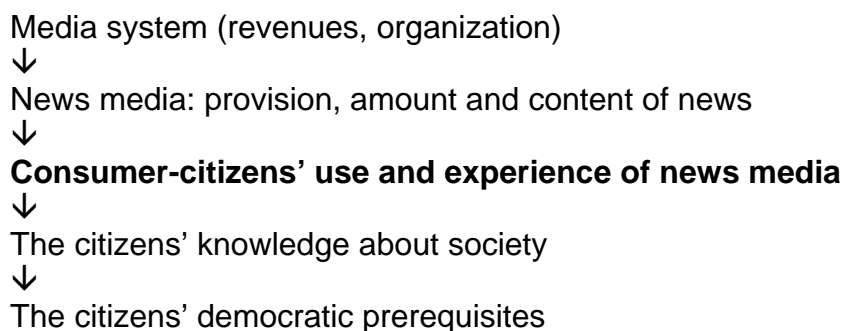 Media system (revenues, organization)
↓
News media: provision, amount and content of news
↓
Consumer-citizens’ use and experience of news media
↓
The citizens’ knowledge about society
↓
The citizens’ democratic prerequisites